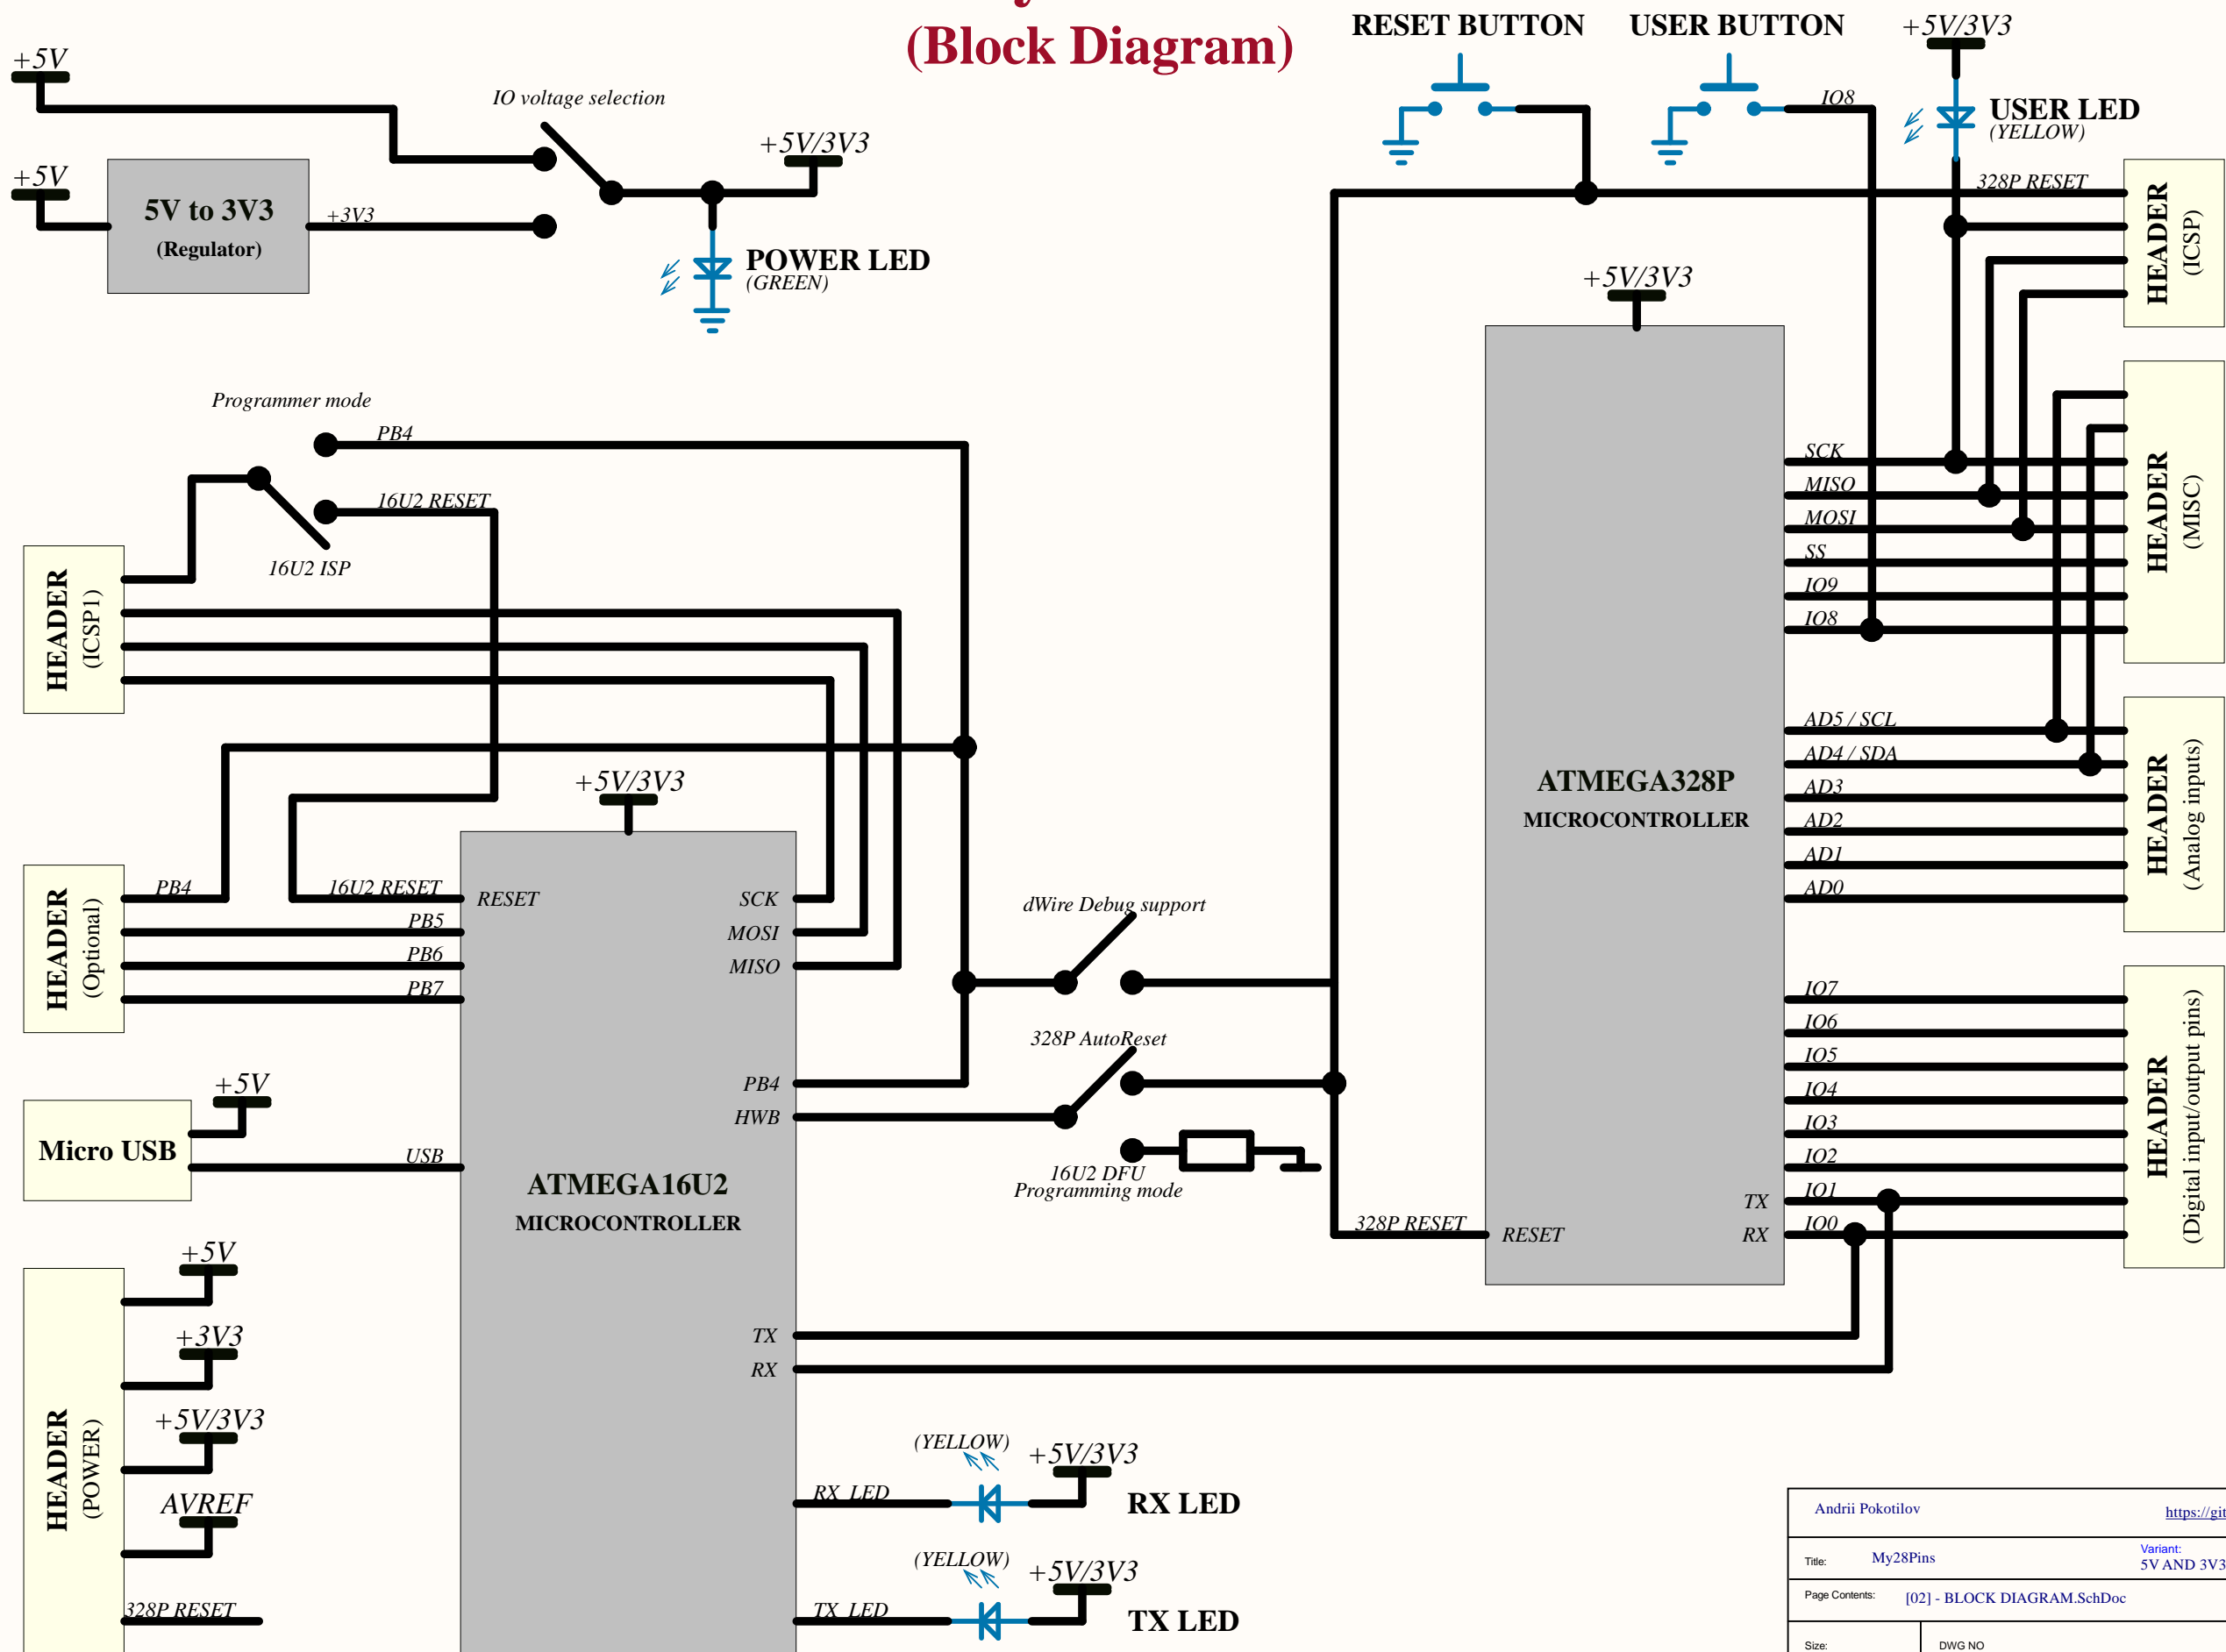 (Block Diagram)
+5V
IO voltage selection
+5V/3V3
+5V
5V to 3V3
(Regulator)
+3V3
POWER LED
(GREEN)
RESET BUTTON
USER BUTTON
IO8
+5V/3V3
USER LED
(YELLOW)
328P RESET
HEADER
(ICSP)
Programmer mode
PB4
16U2 RESET
16U2 ISP
HEADER
(ICSP1)
+5V/3V3
HEADER
(Optional)
PB4
16U2 RESET
PB5
PB6
PB7
RESET
SCK
MOSI
MISO
PB4
HWB
Micro USB
+5V
USB
ATMEGA16U2
MICROCONTROLLER
TX
RX
dWire Debug support
328P AutoReset
16U2 DFU
Programming mode
328P RESET
+5V/3V3
ATMEGA328P
MICROCONTROLLER
RESET
TX
RX
SCK
MISO
MOSI
SS
IO9
IO8
HEADER
(MISC)
AD5 / SCL
AD4 / SDA
AD3
AD2
AD1
AD0
HEADER
(Analog inputs)
IO7
IO6
IO5
IO4
IO3
IO2
IO1
IO0
HEADER
(Digital input/output pins)
HEADER
(POWER)
+5V
+3V3
+5V/3V3
AVREF
328P RESET
(YELLOW)
+5V/3V3
RX_LED
RX LED
(YELLOW)
+5V/3V3
TX_LED
TX LED
Andrii Pokotilov
https://git
Title: My28Pins
Variant:
5V AND 3V3
Page Contents: [02] - BLOCK DIAGRAM.SchDoc
Size:
DWG NO